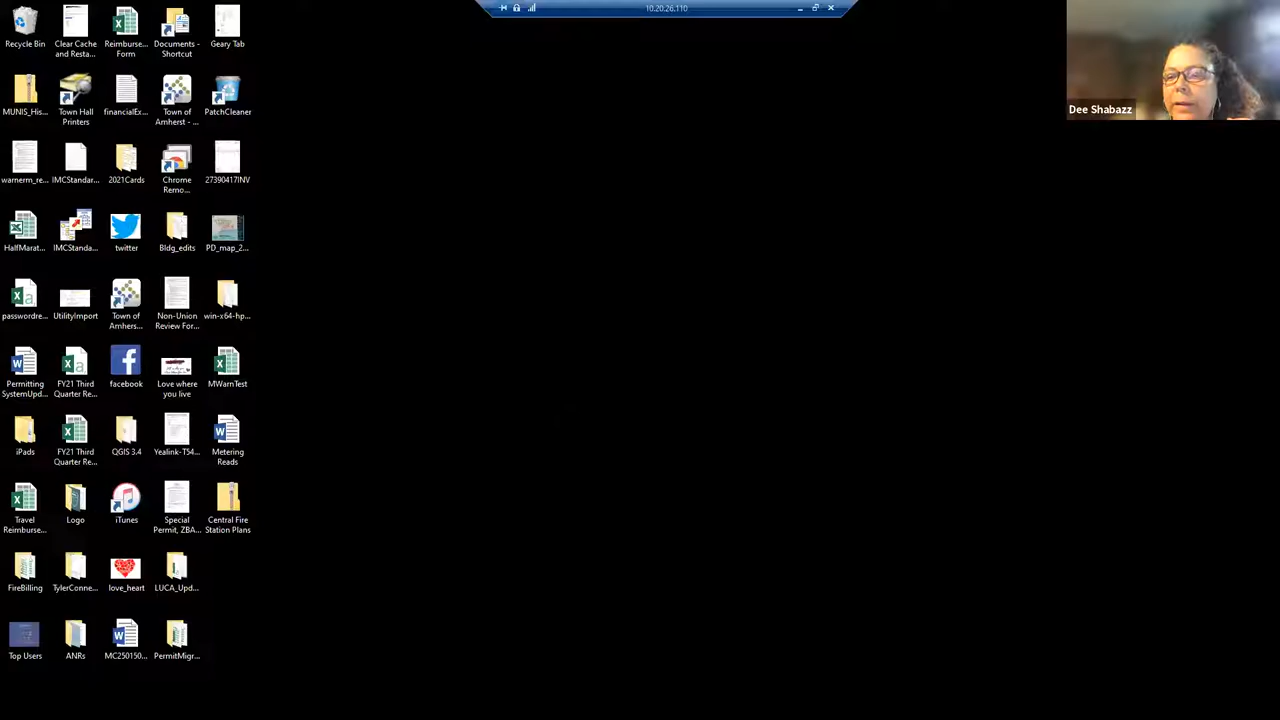 10.20.26.110
Dee Shabazz
Recycle Bin
Clear Cache
and Resta...
Reimburse...
Form
Documents -
Shortcut
Geary Tab
MUNIS_His...
Town Hall
Printers
financialEx...
Town of
Amherst - ...
PatchCleaner
warnerm_re...
IMCStandar...
2021Cards
Chrome
Remo...
27390417INV
HalfMarat...
IMCStanda...
twitter
Bldg_edits
PD_map_2...
passwordre...
UtilityImport
Town of
Amhers...
Non-Union
Review For...
win-x64-hp...
Permitting
SystemUpd...
FY21 Third
Quarter Re...
facebook
Love where
you live
MWarnTest
iPads
FY21 Third
Quarter Re...
QGIS 3.4
Yealink-T54...
Metering
Reads
Travel
Reimburse...
Logo
iTunes
Special
Permit, ZBA...
Central Fire
Station Plans
FireBilling
TylerConne...
love_heart
LUCA_Upd...
Top Users
ANRs
MC250150...
PermitMigr...